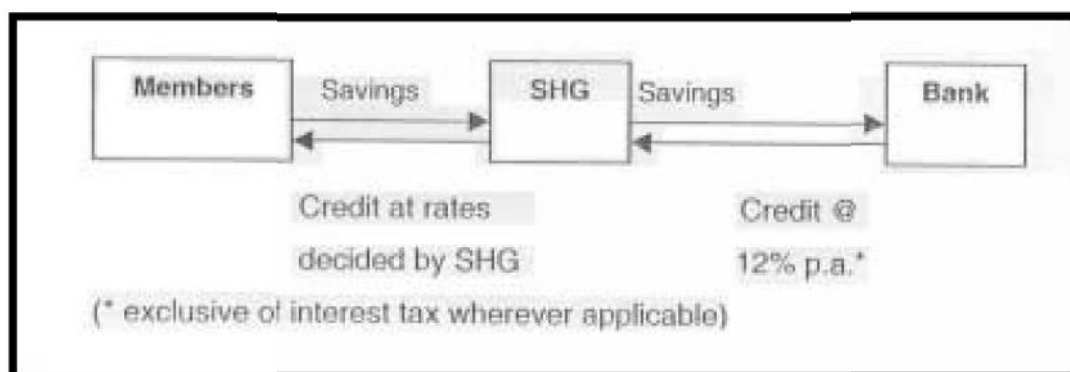 Members Savings SHG Savings Bank
Credit at rates Credit @
decided by SHG 12% p.a.*
(* exclusive of interest tax wherever applicable)